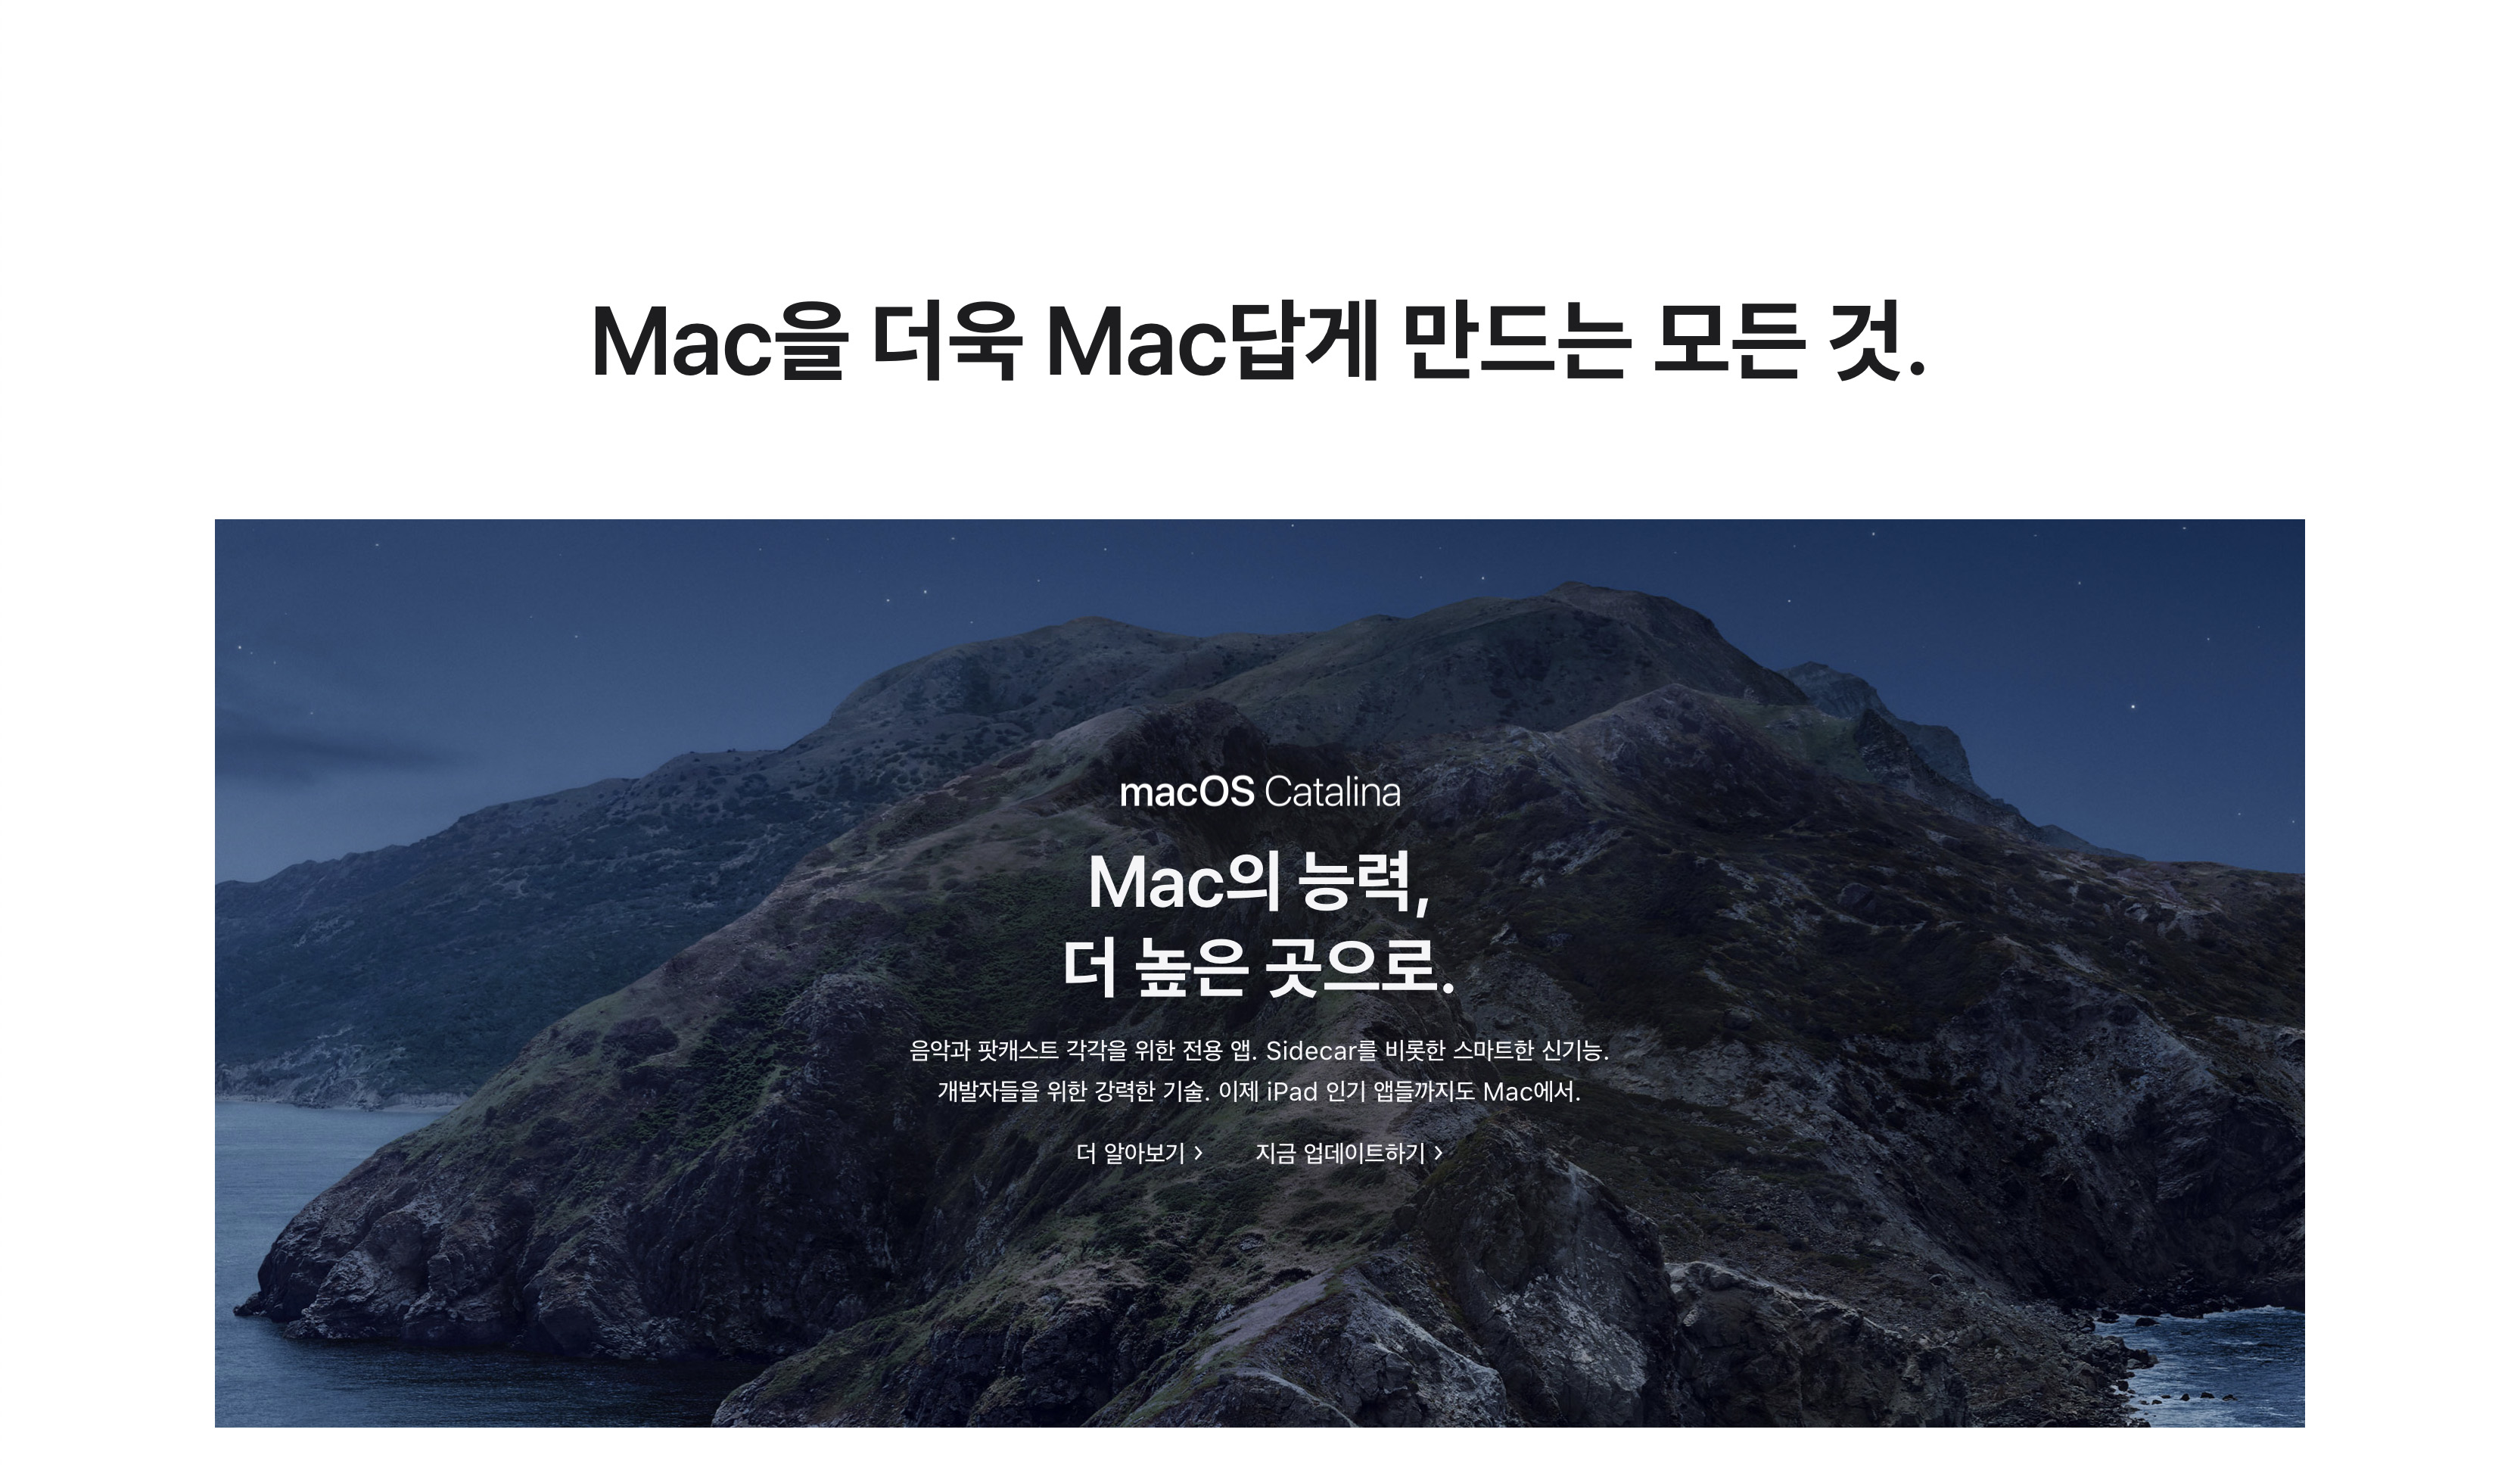 Mac을 더욱 Mac답게 만드는 모든 것.
macOS Catalina
Mac의 능력,
더 높은 곳으로.
음악과 팟캐스트 각각을 위한 전용 앱. Sidecar를 비롯한 스마트한 신기능.
개발자들을 위한 강력한 기술. 이제 iPad 인기 앱들까지도 Mac에서.
더 알아보기 > 지금 업데이트하기 >